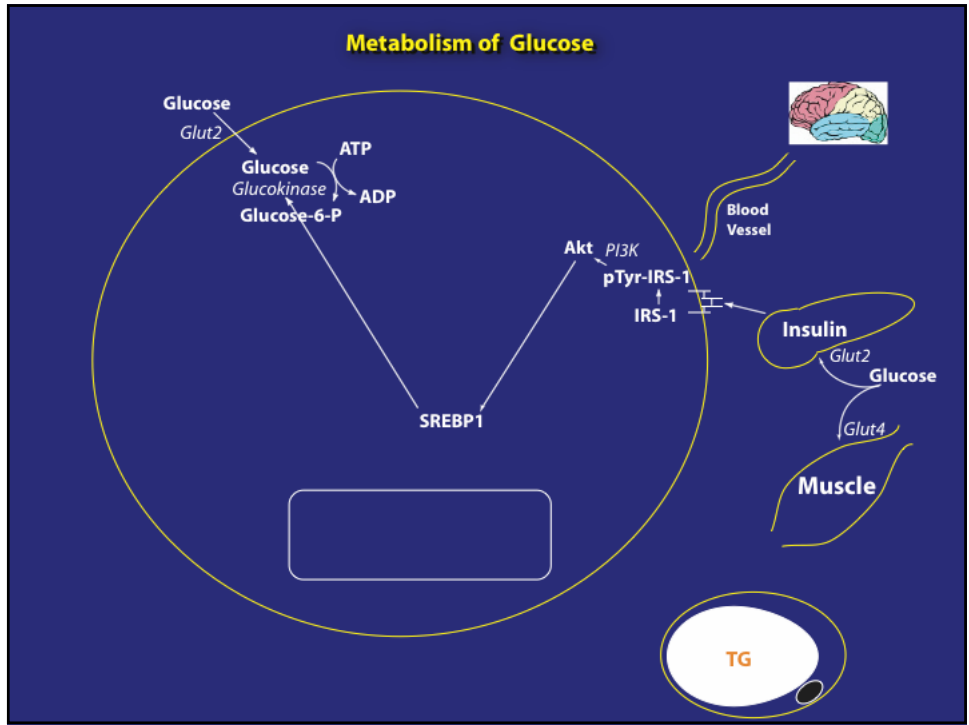 Metabolism of Glucose
Glucose
Glut2
Glucose
ATP
Glucokinase
ADP
Glucose-6-P
Blood
Vessel
Akt
PI3K
pTyr-IRS-1
IRS-1
Insulin
Glut2
Glucose
SREBP1
Glut4
Muscle
TG